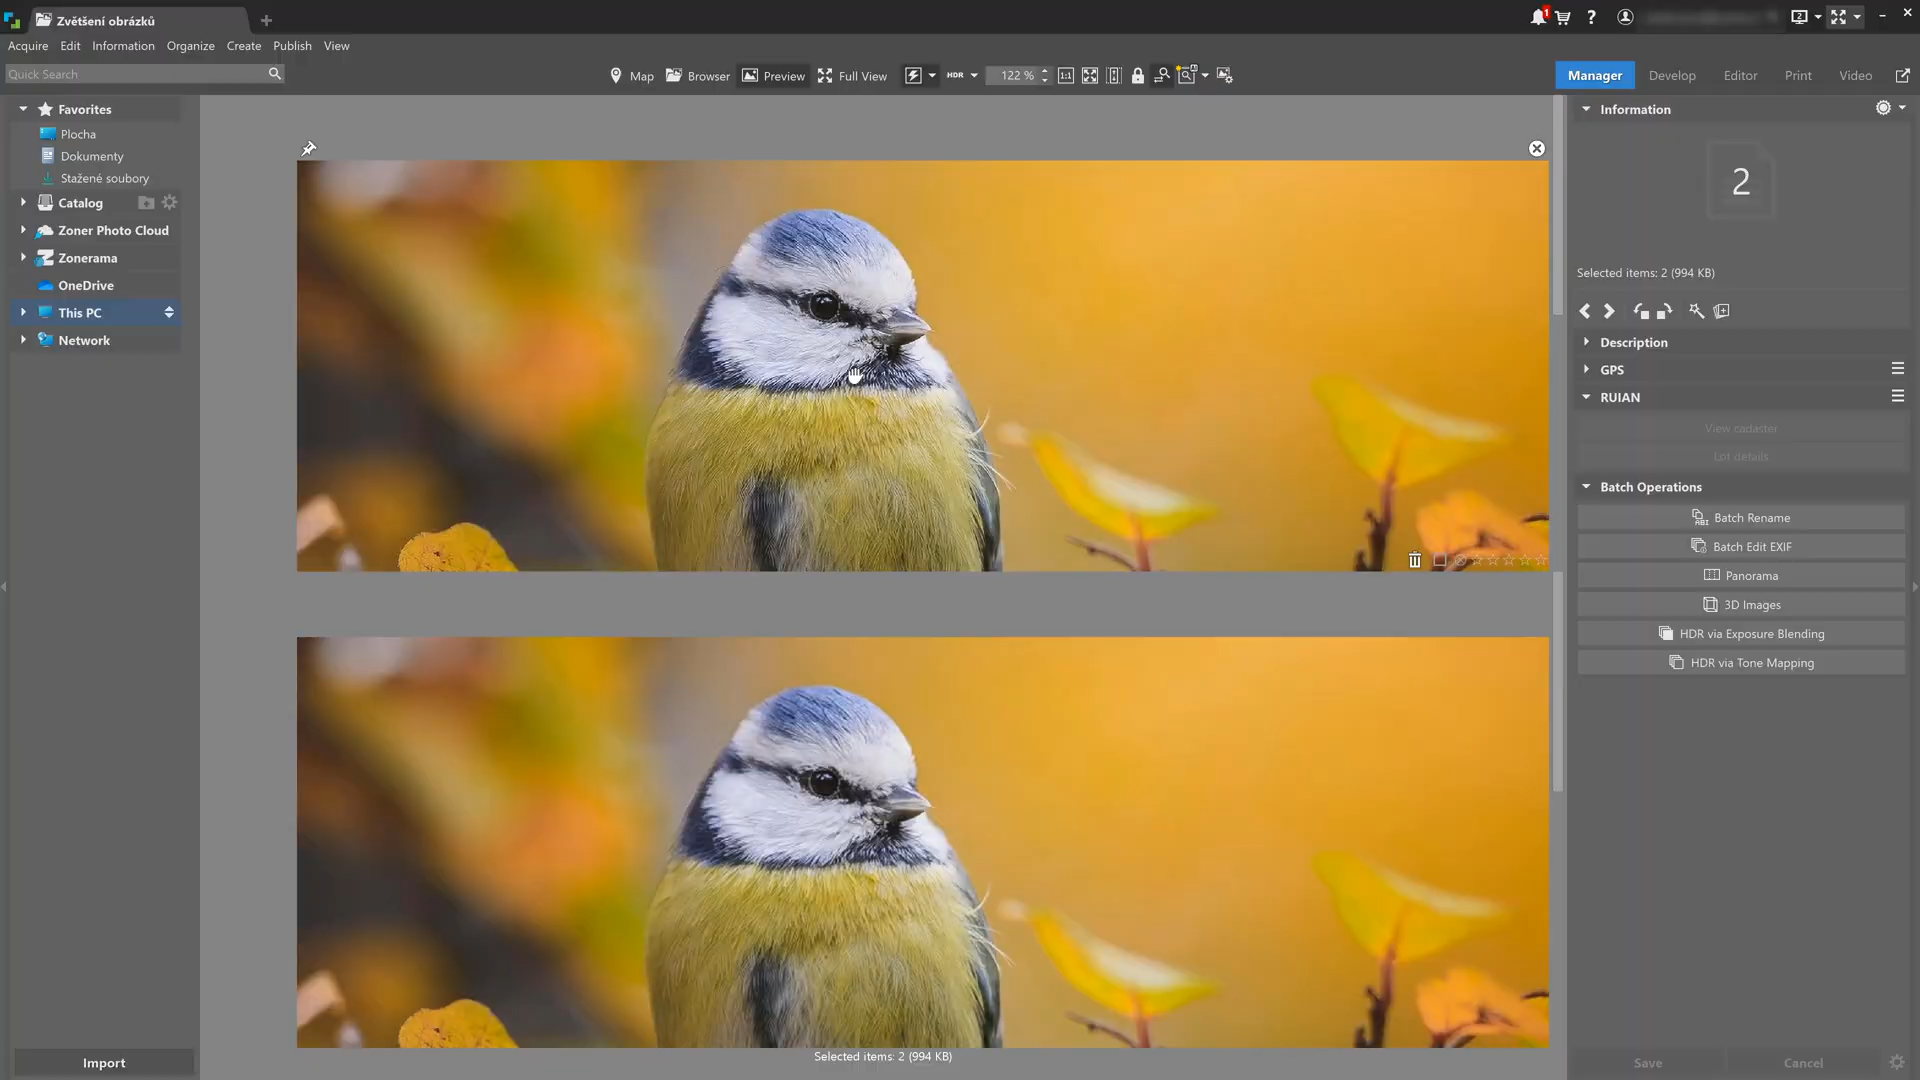 Zvětšení obrázků
1
2
Acquire Edit Information Organize Create Publish View
Quick Search
Map Browser Preview Full View HDR 122 % 1:1
Manager Develop Editor Print Video
Favorites
Plocha
Dokumenty
Stažené soubory
Catalog
Zoner Photo Cloud
Zonerama
OneDrive
This PC
Network
Import
Selected items: 2 (994 KB)
Information
2
Selected items: 2 (994 KB)
Description
GPS
RUIAN
View cadaster
Lot details
Batch Operations
Batch Rename
Batch Edit EXIF
Panorama
3D Images
HDR via Exposure Blending
HDR via Tone Mapping
Save Cancel